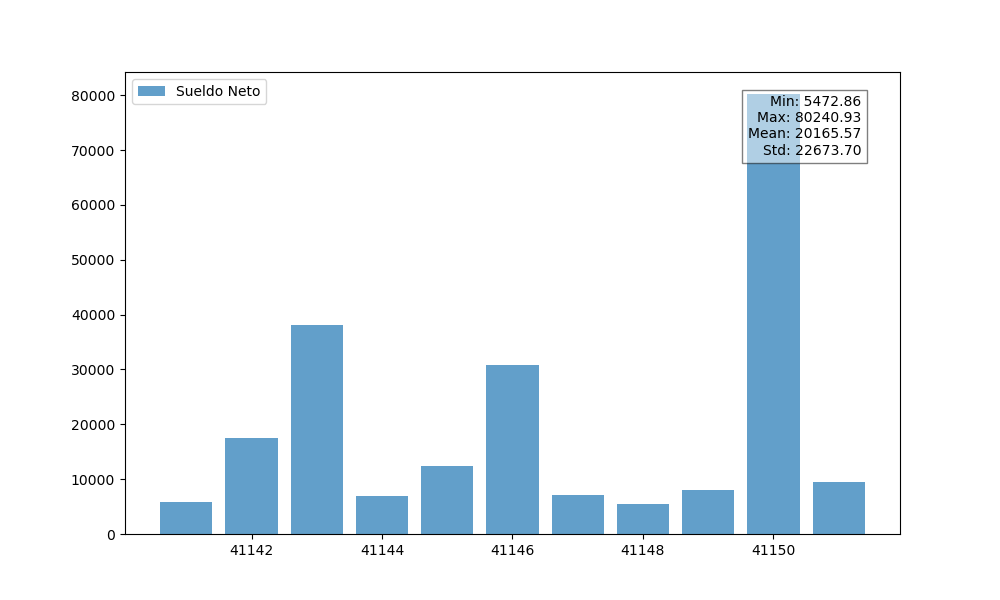 Sueldo Neto
Min: 5472.86
Max: 80240.93
Mean: 20165.57
Std: 22673.70
80000
70000
60000
50000
40000
30000
20000
10000
0
41142 41144 41146 41148 41150